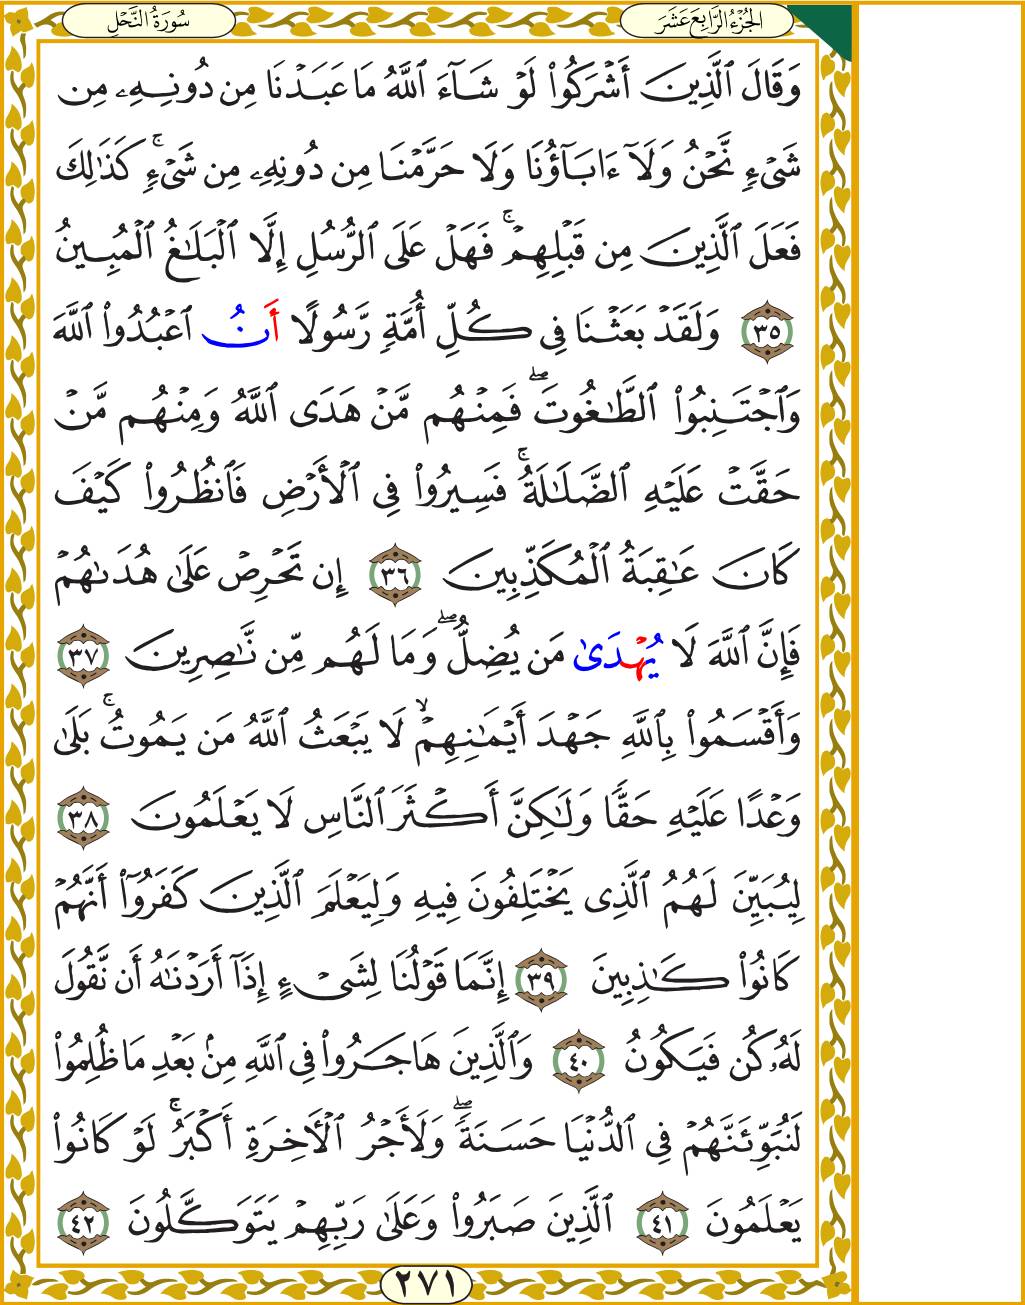 الجُزْءُ الرَّابِعَ عَشَرَ
سُورَةُ النَّحْلِ
وَقَالَ ٱلَّذِينَ أَشْرَكُوا۟ لَوْ شَآءَ ٱللَّهُ مَا عَبَدْنَا مِن دُونِهِۦ مِن
شَىْءٍ نَّحْنُ وَلَآ ءَابَآؤُنَا وَلَا حَرَّمْنَا مِن دُونِهِۦ مِن شَىْءٍۚ كَذَٰلِكَ
فَعَلَ ٱلَّذِينَ مِن قَبْلِهِمْۚ فَهَلْ عَلَى ٱلرُّسُلِ إِلَّا ٱلْبَلَٰغُ ٱلْمُبِينُ
٣٥ وَلَقَدْ بَعَثْنَا فِى كُلِّ أُمَّةٍ رَّسُولًا أَنُ ٱعْبُدُوا۟ ٱللَّهَ
وَٱجْتَنِبُوا۟ ٱلطَّٰغُوتَۖ فَمِنْهُم مَّنْ هَدَى ٱللَّهُ وَمِنْهُم مَّنْ
حَقَّتْ عَلَيْهِ ٱلضَّلَٰلَةُۚ فَسِيرُوا۟ فِى ٱلْأَرْضِ فَٱنظُرُوا۟ كَيْفَ
كَانَ عَٰقِبَةُ ٱلْمُكَذِّبِينَ ٣٦ إِن تَحْرِصْ عَلَىٰ هُدَىٰهُمْ
فَإِنَّ ٱللَّهَ لَا يُهْدَىٰ مَن يُضِلُّۖ وَمَا لَهُم مِّن نَّٰصِرِينَ ٣٧
وَأَقْسَمُوا۟ بِٱللَّهِ جَهْدَ أَيْمَٰنِهِمْۙ لَا يَبْعَثُ ٱللَّهُ مَن يَمُوتُۚ بَلَىٰ
وَعْدًا عَلَيْهِ حَقًّا وَلَٰكِنَّ أَكْثَرَ ٱلنَّاسِ لَا يَعْلَمُونَ ٣٨
لِيُبَيِّنَ لَهُمُ ٱلَّذِى يَخْتَلِفُونَ فِيهِ وَلِيَعْلَمَ ٱلَّذِينَ كَفَرُوٓا۟ أَنَّهُمْ
كَانُوا۟ كَٰذِبِينَ ٣٩ إِنَّمَا قَوْلُنَا لِشَىْءٍ إِذَآ أَرَدْنَٰهُ أَن نَّقُولَ
لَهُۥ كُن فَيَكُونُ ٤٠ وَٱلَّذِينَ هَاجَرُوا۟ فِى ٱللَّهِ مِنۢ بَعْدِ مَا ظُلِمُوا۟
لَنُبَوِّئَنَّهُمْ فِى ٱلدُّنْيَا حَسَنَةًۖ وَلَأَجْرُ ٱلْءَاخِرَةِ أَكْبَرُۚ لَوْ كَانُوا۟
يَعْلَمُونَ ٤١ ٱلَّذِينَ صَبَرُوا۟ وَعَلَىٰ رَبِّهِمْ يَتَوَكَّلُونَ ٤٢
٢٧١